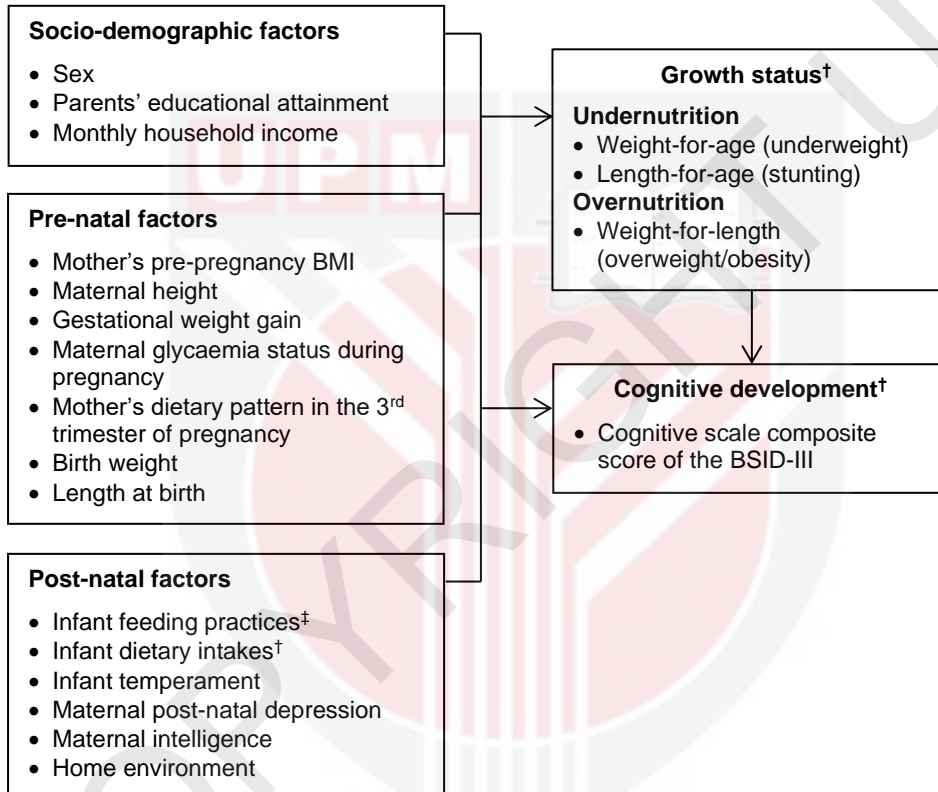 Socio-demographic factors
• Sex
• Parents’ educational attainment
• Monthly household income
Pre-natal factors
• Mother’s pre-pregnancy BMI
• Maternal height
• Gestational weight gain
• Maternal glycaemia status during
pregnancy
• Mother’s dietary pattern in the 3rd
trimester of pregnancy
• Birth weight
• Length at birth
Post-natal factors
• Infant feeding practices‡
• Infant dietary intakes†
• Infant temperament
• Maternal post-natal depression
• Maternal intelligence
• Home environment
Growth status†
Undernutrition
• Weight-for-age (underweight)
• Length-for-age (stunting)
Overnutrition
• Weight-for-length
(overweight/obesity)
Cognitive development†
• Cognitive scale composite
score of the BSID-III
UPM
COPYRIGHT U